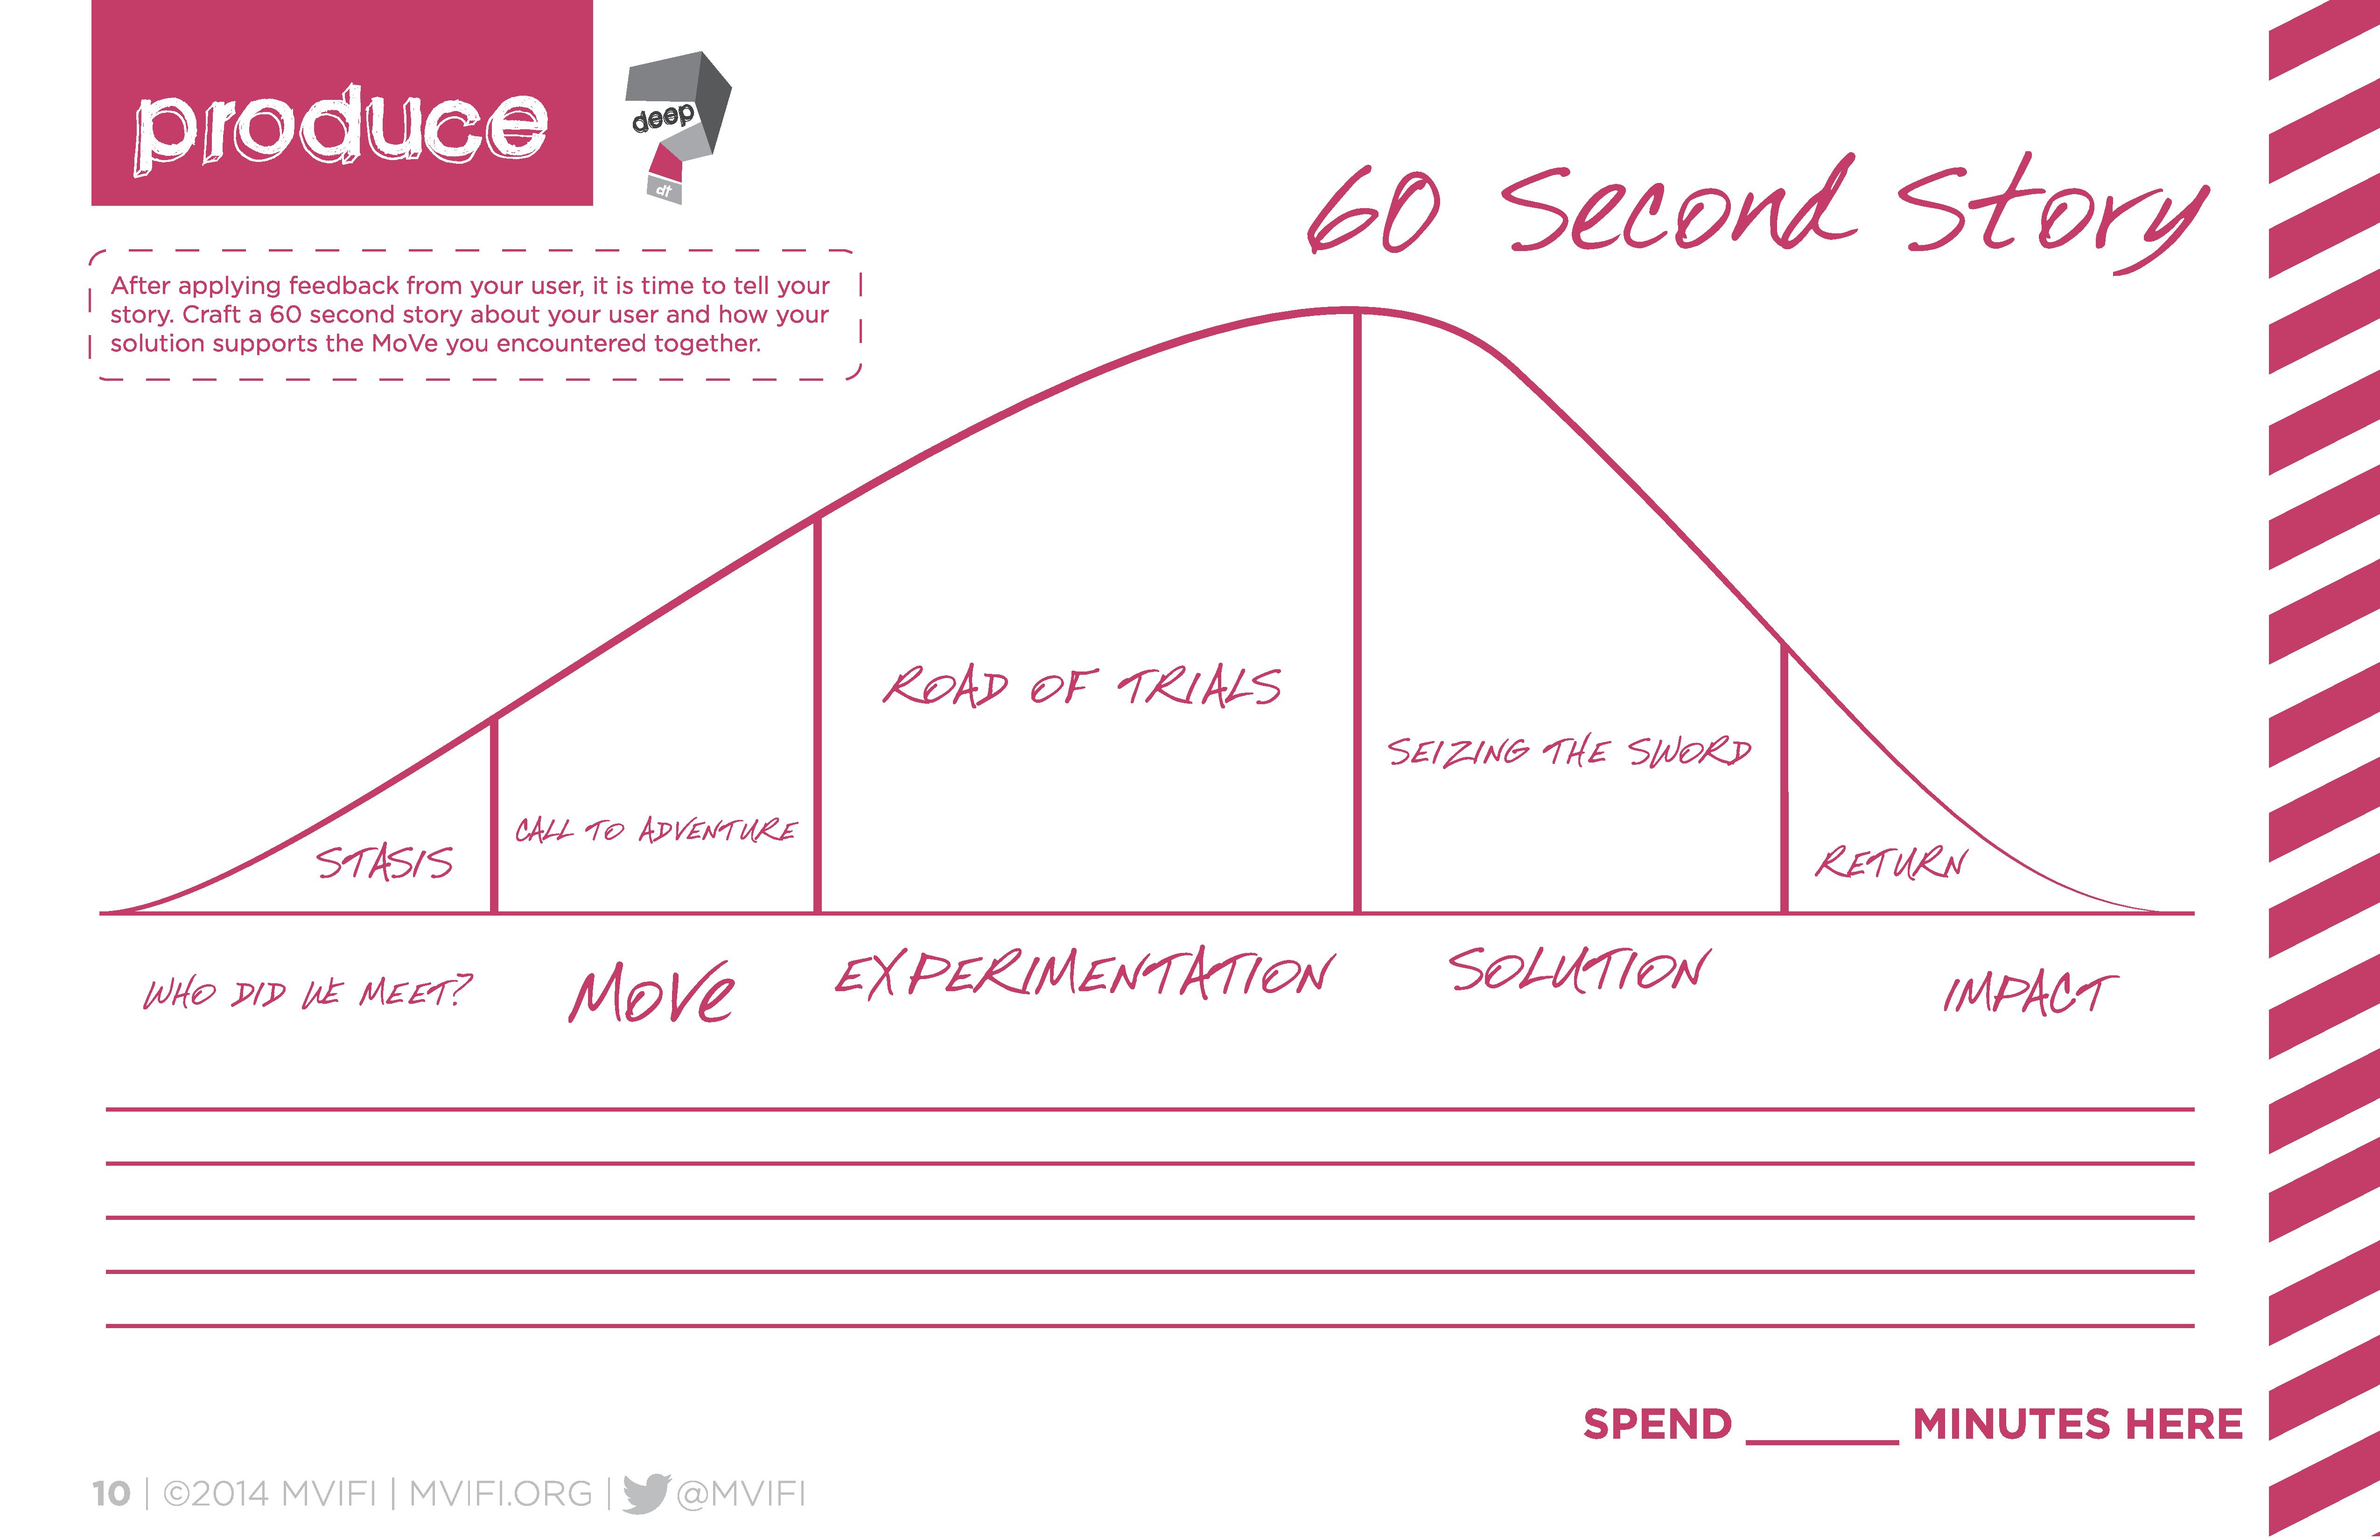 produce
deep
dt
60 Second Story
After applying feedback from your user, it is time to tell your
story. Craft a 60 second story about your user and how your
solution supports the MoVe you encountered together.
ROAD OF TRIALS
SEIZING THE SWORD
CALL TO ADVENTURE
STASIS
RETURN
WHO DID WE MEET?
MoVe
EXPERIMENTATION
SOLUTION
IMPACT
SPEND ______ MINUTES HERE
10 | ©2014 MVIFI | MVIFI.ORG | @MVIFI